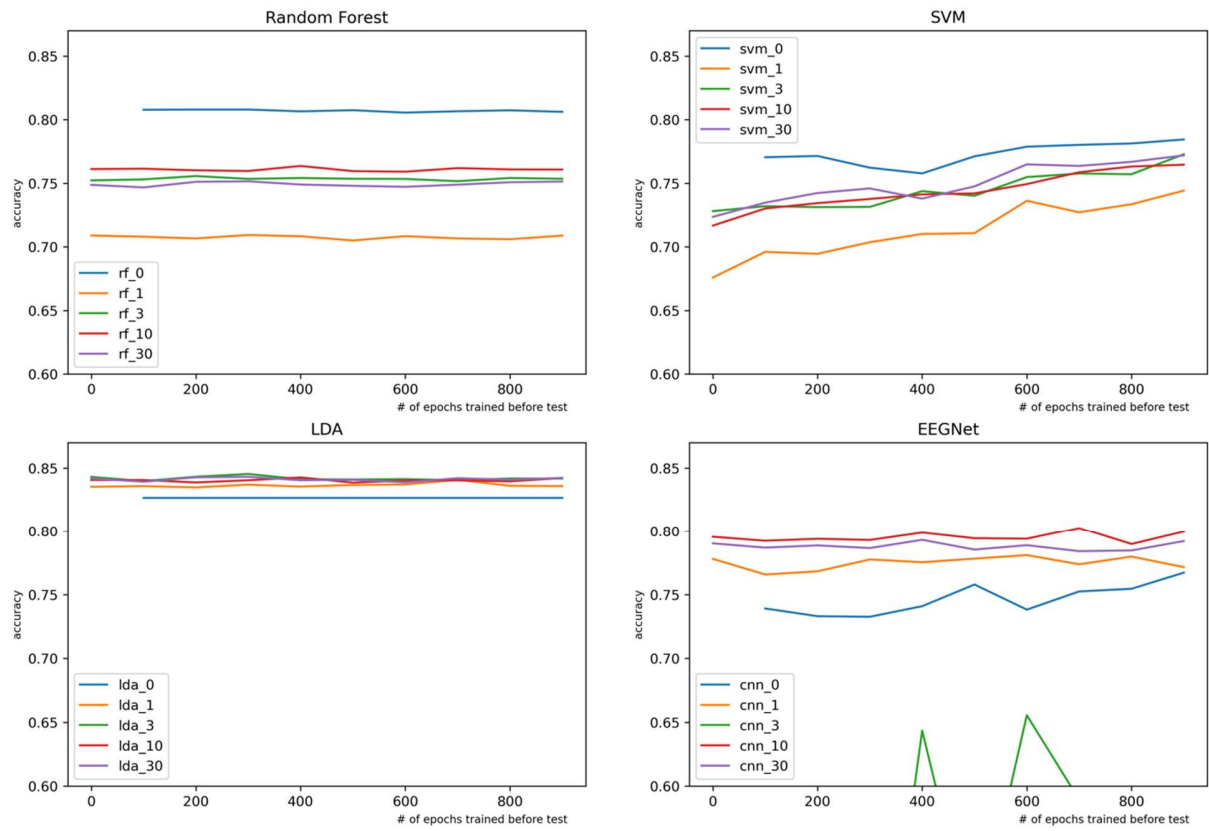 Random Forest
0.85
0.80
0.75
0.70
0.65
0.60
accuracy
rf_0
rf_1
rf_3
rf_10
rf_30
0 200 400 600 800
# of epochs trained before test
SVM
0.85
0.80
0.75
0.70
0.65
0.60
accuracy
svm_0
svm_1
svm_3
svm_10
svm_30
0 200 400 600 800
# of epochs trained before test
LDA
0.85
0.80
0.75
0.70
0.65
0.60
accuracy
lda_0
lda_1
lda_3
lda_10
lda_30
0 200 400 600 800
# of epochs trained before test
EEGNet
0.85
0.80
0.75
0.70
0.65
0.60
accuracy
cnn_0
cnn_1
cnn_3
cnn_10
cnn_30
0 200 400 600 800
# of epochs trained before test